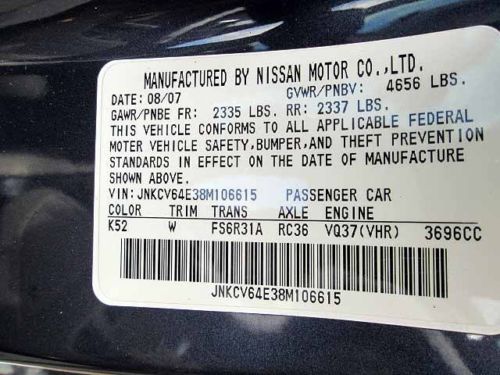 MANUFACTURED BY NISSAN MOTOR CO.,LTD.
DATE: 08/07 GVWR/PNBV: 4656 LBS.
GAWR/PNBE FR: 2335 LBS. RR: 2337 LBS.
THIS VEHICLE CONFORMS TO ALL APPLICABLE FEDERAL
MOTOR VEHICLE SAFETY,BUMPER,AND THEFT PREVENTION
STANDARDS IN EFFECT ON THE DATE OF MANUFACTURE
SHOWN ABOVE.
VIN: JNKCV64E38M106615 PASSENGER CAR
COLOR TRIM TRANS AXLE ENGINE
K52 W FS6R31A RC36 VQ37(VHR) 3696CC
JNKCV64E38M106615